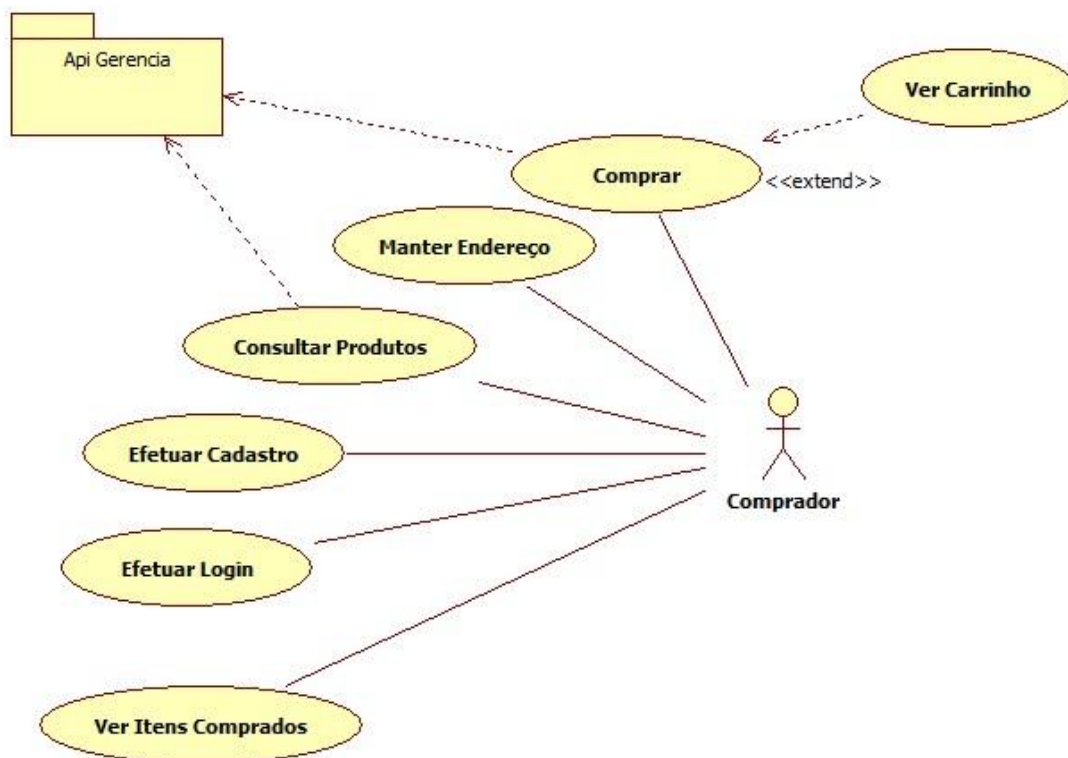 Api Gerencia
Ver Carrinho
Comprar
<<extend>>
Manter Endereço
Consultar Produtos
Efetuar Cadastro
Comprador
Efetuar Login
Ver Itens Comprados